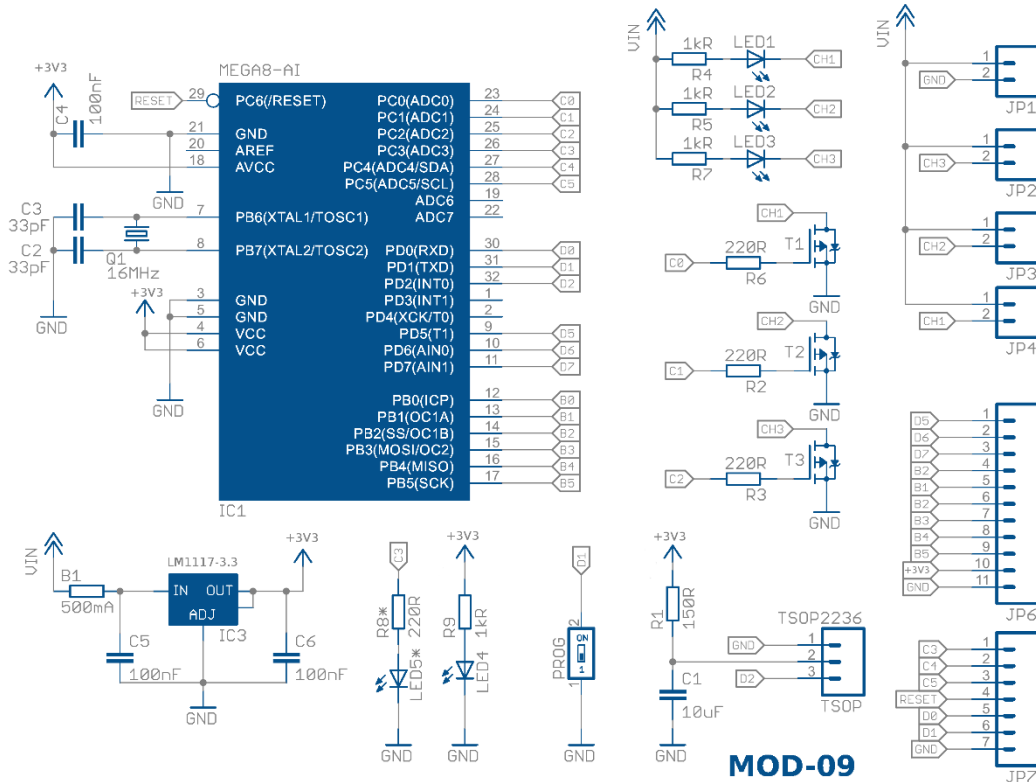 MEGA8-AI
+3V3
C4
100nF
RESET
29
PC6(/RESET)
21
GND
20
AREF
18
AVCC
GND
C3
33pF
7
PB6(XTAL1/TOSC1)
C2
33pF
8
PB7(XTAL2/TOSC2)
Q1
16MHz
GND
+3V3
3
GND
5
GND
4
VCC
6
VCC
GND
PC0(ADC0)
23
C0
PC1(ADC1)
24
C1
PC2(ADC2)
25
C2
PC3(ADC3)
26
C3
PC4(ADC4/SDA)
27
C4
PC5(ADC5/SCL)
28
C5
ADC6
19
ADC7
22
PD0(RXD)
30
D0
PD1(TXD)
31
D1
PD2(INT0)
32
D2
PD3(INT1)
1
PD4(XCK/T0)
2
PD5(T1)
9
D5
PD6(AIN0)
10
D6
PD7(AIN1)
11
D7
PB0(ICP)
12
B0
PB1(OC1A)
13
B1
PB2(SS/OC1B)
14
B2
PB3(MOSI/OC2)
15
B3
PB4(MISO)
16
B4
PB5(SCK)
17
B5
IC1
VIN
1kR
LED1
R4
CH1
1kR
LED2
R5
CH2
1kR
LED3
R7
CH3
CH1
220R
T1
C0
R6
GND
CH2
220R
T2
C1
R2
GND
CH3
220R
T3
C2
R3
GND
VIN
1
GND
2
JP1
1
CH3
2
JP2
1
CH2
2
JP3
1
CH1
2
JP4
D5
1
D6
2
D7
3
B2
4
B1
5
B2
6
B3
7
B4
8
B5
9
+3V3
10
GND
11
JP6
C3
1
C4
2
C5
3
RESET
4
D0
5
D1
6
GND
7
JP7
VIN
B1
500mA
LM1117-3.3
IN
OUT
ADJ
IC3
+3V3
C5
100nF
C6
100nF
GND
C3
R8*
220R
LED5*
GND
+3V3
R9
1kR
LED4
GND
D1
2
ON
1
PROG
1
GND
+3V3
R1
150R
C1
10uF
GND
TSOP2236
GND
1
2
D2
3
TSOP
MOD-09